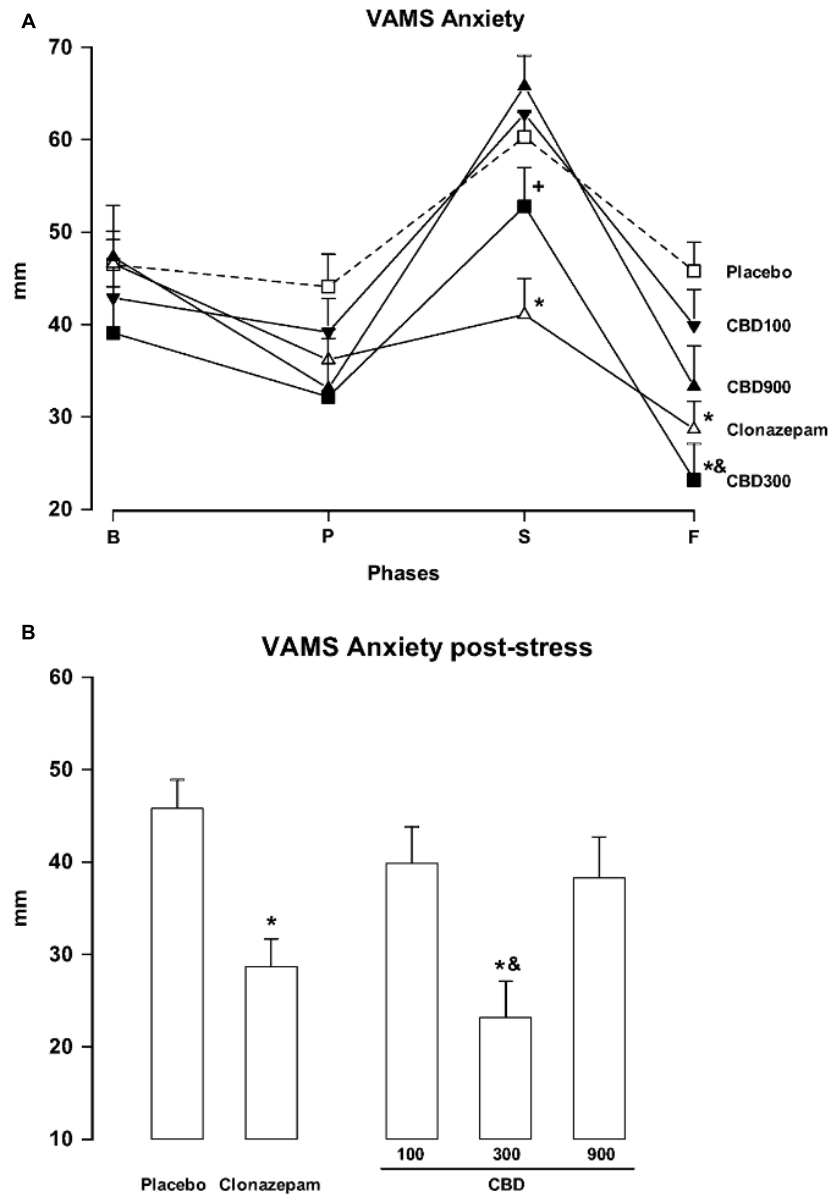 A
VAMS Anxiety
70
60
50
40
30
20
mm
+
*
Placebo
CBD100
CBD900
*
Clonazepam
*&
CBD300
B P S F
Phases
B
VAMS Anxiety post-stress
60
50
40
30
20
10
mm
*
*&
100 300 900
Placebo Clonazepam CBD